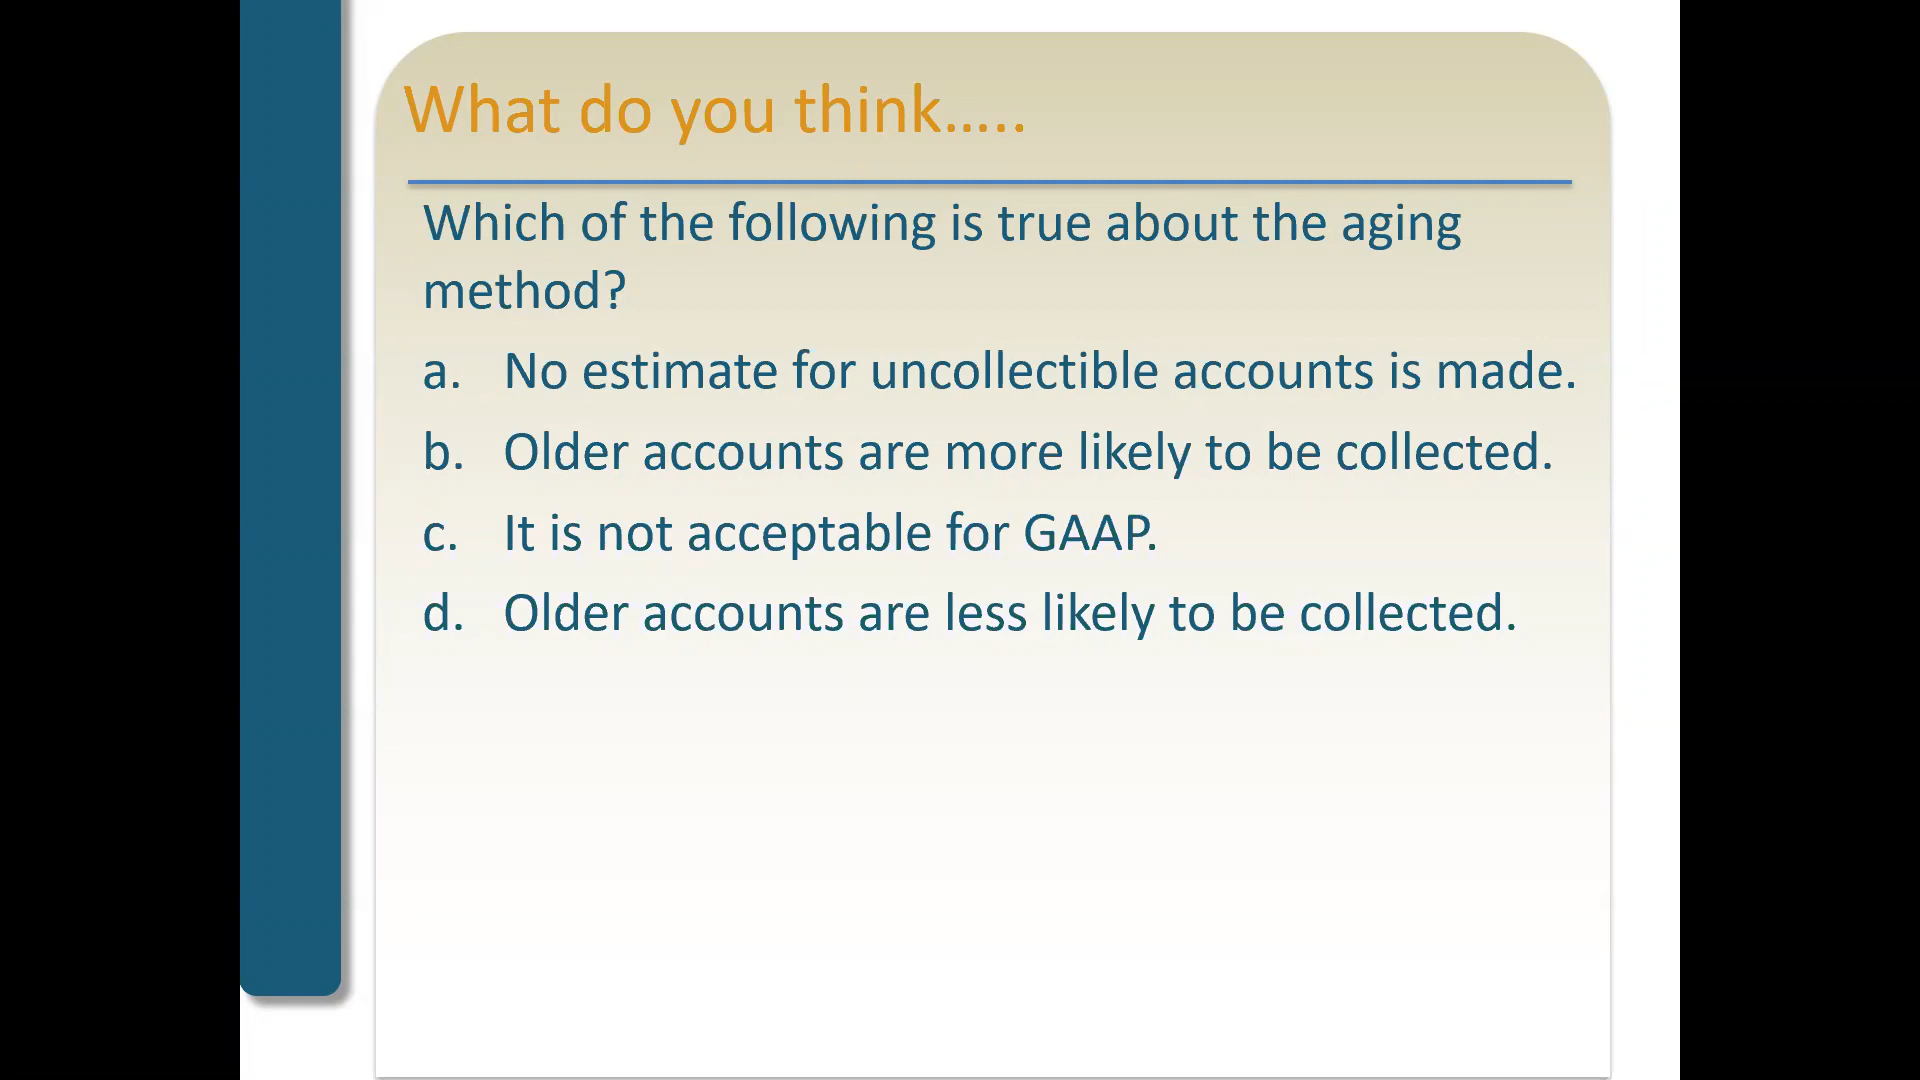 What do you think.....
Which of the following is true about the aging
method?
a. No estimate for uncollectible accounts is made.
b. Older accounts are more likely to be collected.
c. It is not acceptable for GAAP.
d. Older accounts are less likely to be collected.